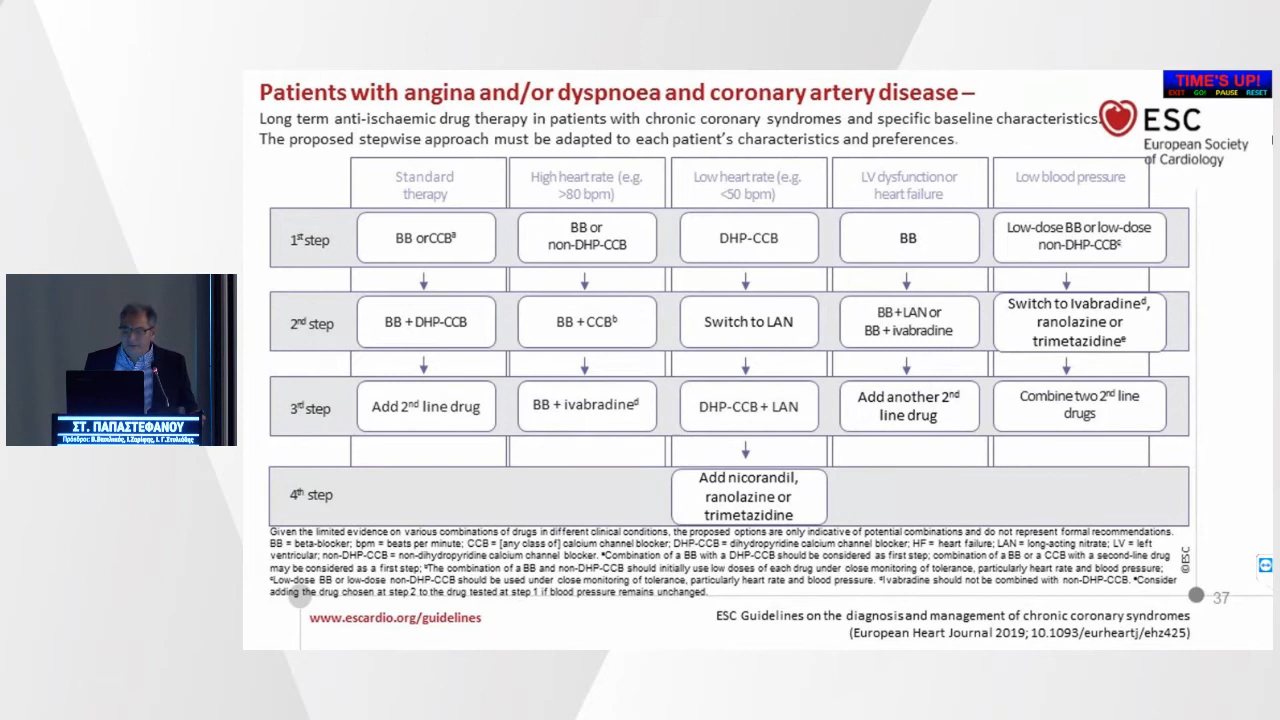 TIME'S UP!
EXIT GO! PAUSE RESET
Patients with angina and/or dyspnoea and coronary artery disease –
Long term anti-ischaemic drug therapy in patients with chronic coronary syndromes and specific baseline characteristics.
The proposed stepwise approach must be adapted to each patient's characteristics and preferences.
ESC
European Society
of Cardiology
Standard
therapy
High heart rate (e.g.
>80 bpm)
Low heart rate (e.g.
<50 bpm)
LV dysfunction or
heart failure
Low blood pressure
1st step
BB orCCBa
BB or
non-DHP-CCB
DHP-CCB
BB
Low-dose BB or low-dose
non-DHP-CCBc
2nd step
BB + DHP-CCB
BB + CCBb
Switch to LAN
BB + LAN or
BB + ivabradine
Switch to Ivabradined,
ranolazine or
trimetazidinee
3rd step
Add 2nd line drug
BB + ivabradined
DHP-CCB + LAN
Add another 2nd
line drug
Combine two 2nd line
drugs
4th step
Add nicorandil,
ranolazine or
trimetazidine
Given the limited evidence on various combinations of drugs in different clinical conditions, the proposed options are only indicative of potential combinations and do not represent formal recommendations.
BB = beta-blocker; bpm = beats per minute; CCB = [any class of] calcium channel blocker; DHP-CCB = dihydropyridine calcium channel blocker; HF = heart failure; LAN = long-acting nitrate; LV = left
ventricular; non-DHP-CCB = non-dihydropyridine calcium channel blocker. aCombination of a BB with a DHP-CCB should be considered as first step; combination of a BB or a CCB with a second-line drug
may be considered as a first step; bThe combination of a BB and non-DHP-CCB should initially use low doses of each drug under close monitoring of tolerance, particularly heart rate and blood pressure;
cLow-dose BB or low-dose non-DHP-CCB should be used under close monitoring of tolerance, particularly heart rate and blood pressure. dIvabradine should not be combined with non-DHP-CCB. eConsider
adding the drug chosen at step 2 to the drug tested at step 1 if blood pressure remains unchanged.
©ESC
37
www.escardio.org/guidelines
ESC Guidelines on the diagnosis and management of chronic coronary syndromes
(European Heart Journal 2019; 10.1093/eurheartj/ehz425)
ΣΤ. ΠΑΠΑΣΤΕΦΑΝΟΥ
Πρόεδροι: Β.Βασιλικός, Ι.Ζαρίφης, Ι. Γ.Στυλιάδης